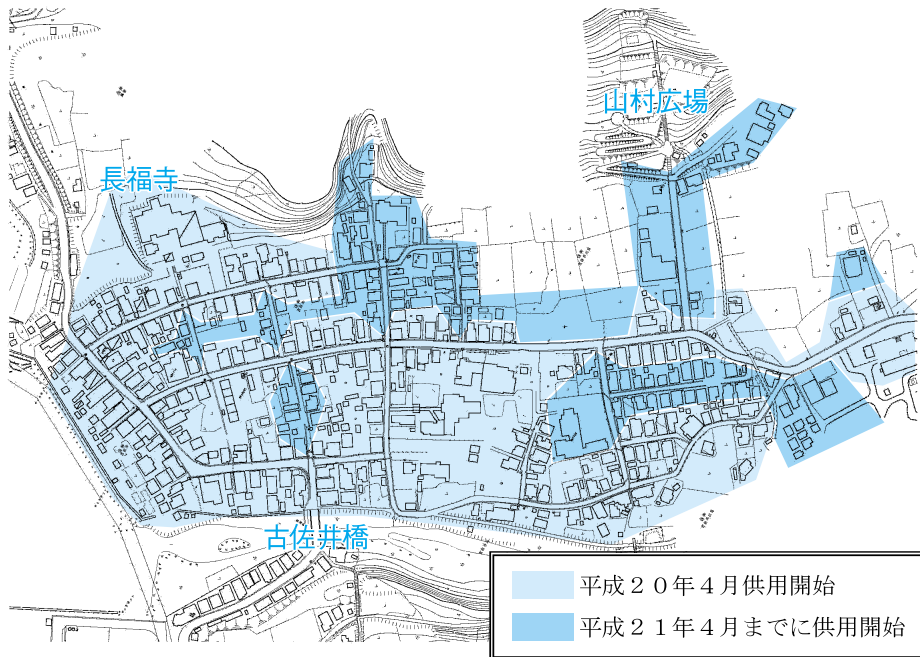 山村広場
長福寺
古佐井橋
平成２０年４月供用開始
平成２１年４月までに供用開始